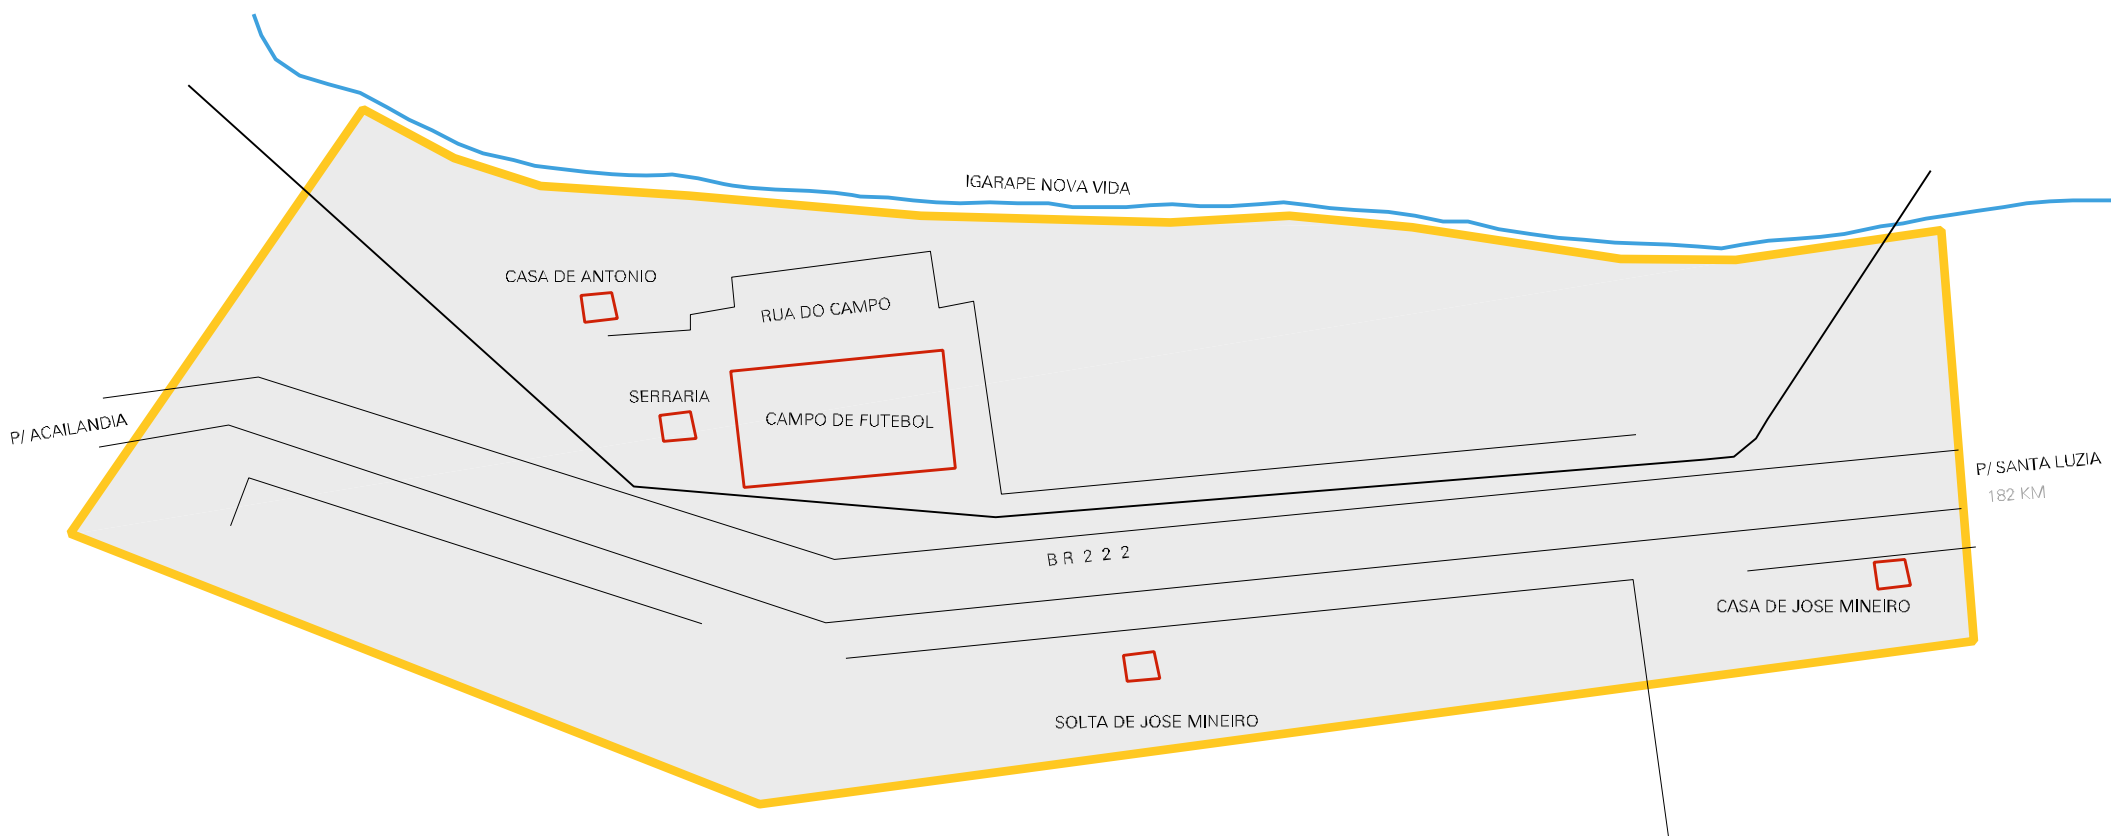 IGARAPE NOVA VIDA
CASA DE ANTONIO
RUA DO CAMPO
SERRARIA
CAMPO DE FUTEBOL
P/ ACAILANDIA
P/ SANTA LUZIA
182 KM
BR 222
CASA DE JOSE MINEIRO
SOLTA DE JOSE MINEIRO